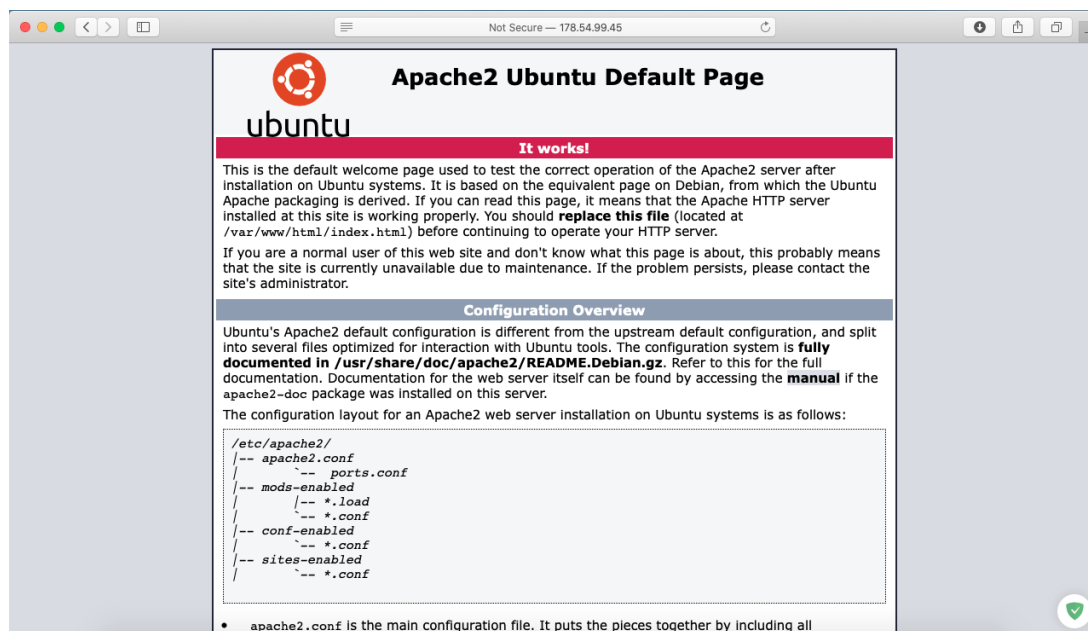 Not Secure — 178.54.99.45
Apache2 Ubuntu Default Page
ubuntu
It works!
This is the default welcome page used to test the correct operation of the Apache2 server after
installation on Ubuntu systems. It is based on the equivalent page on Debian, from which the Ubuntu
Apache packaging is derived. If you can read this page, it means that the Apache HTTP server
installed at this site is working properly. You should replace this file (located at
/var/www/html/index.html) before continuing to operate your HTTP server.
If you are a normal user of this web site and don't know what this page is about, this probably means
that the site is currently unavailable due to maintenance. If the problem persists, please contact the
site's administrator.
Configuration Overview
Ubuntu's Apache2 default configuration is different from the upstream default configuration, and split
into several files optimized for interaction with Ubuntu tools. The configuration system is fully
documented in /usr/share/doc/apache2/README.Debian.gz. Refer to this for the full
documentation. Documentation for the web server itself can be found by accessing the manual if the
apache2-doc package was installed on this server.
The configuration layout for an Apache2 web server installation on Ubuntu systems is as follows:
/etc/apache2/
|-- apache2.conf
|       `--  ports.conf
|-- mods-enabled
|       |-- *.load
|       `-- *.conf
|-- conf-enabled
|       `-- *.conf
|-- sites-enabled
|       `-- *.conf
• apache2.conf is the main configuration file. It puts the pieces together by including all